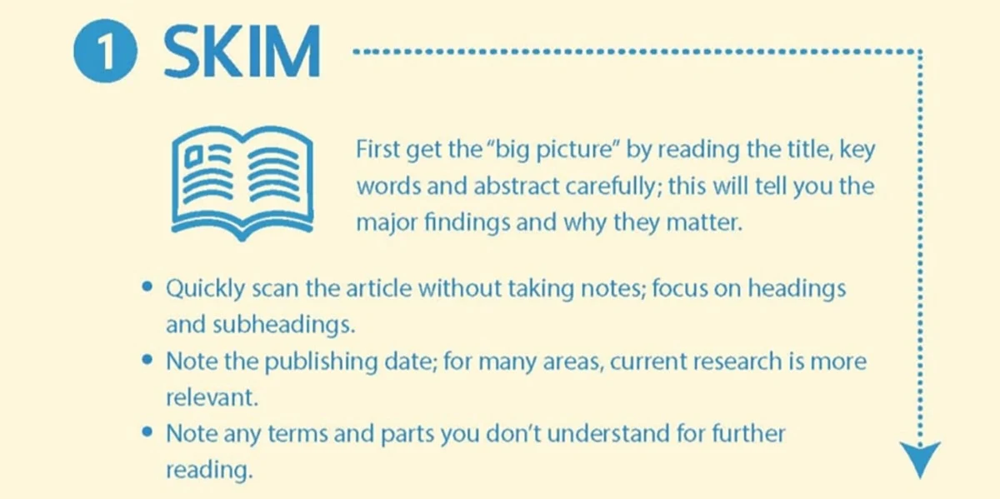 1 SKIM
First get the “big picture” by reading the title, key
words and abstract carefully; this will tell you the
major findings and why they matter.
• Quickly scan the article without taking notes; focus on headings
and subheadings.
• Note the publishing date; for many areas, current research is more
relevant.
• Note any terms and parts you don’t understand for further
reading.